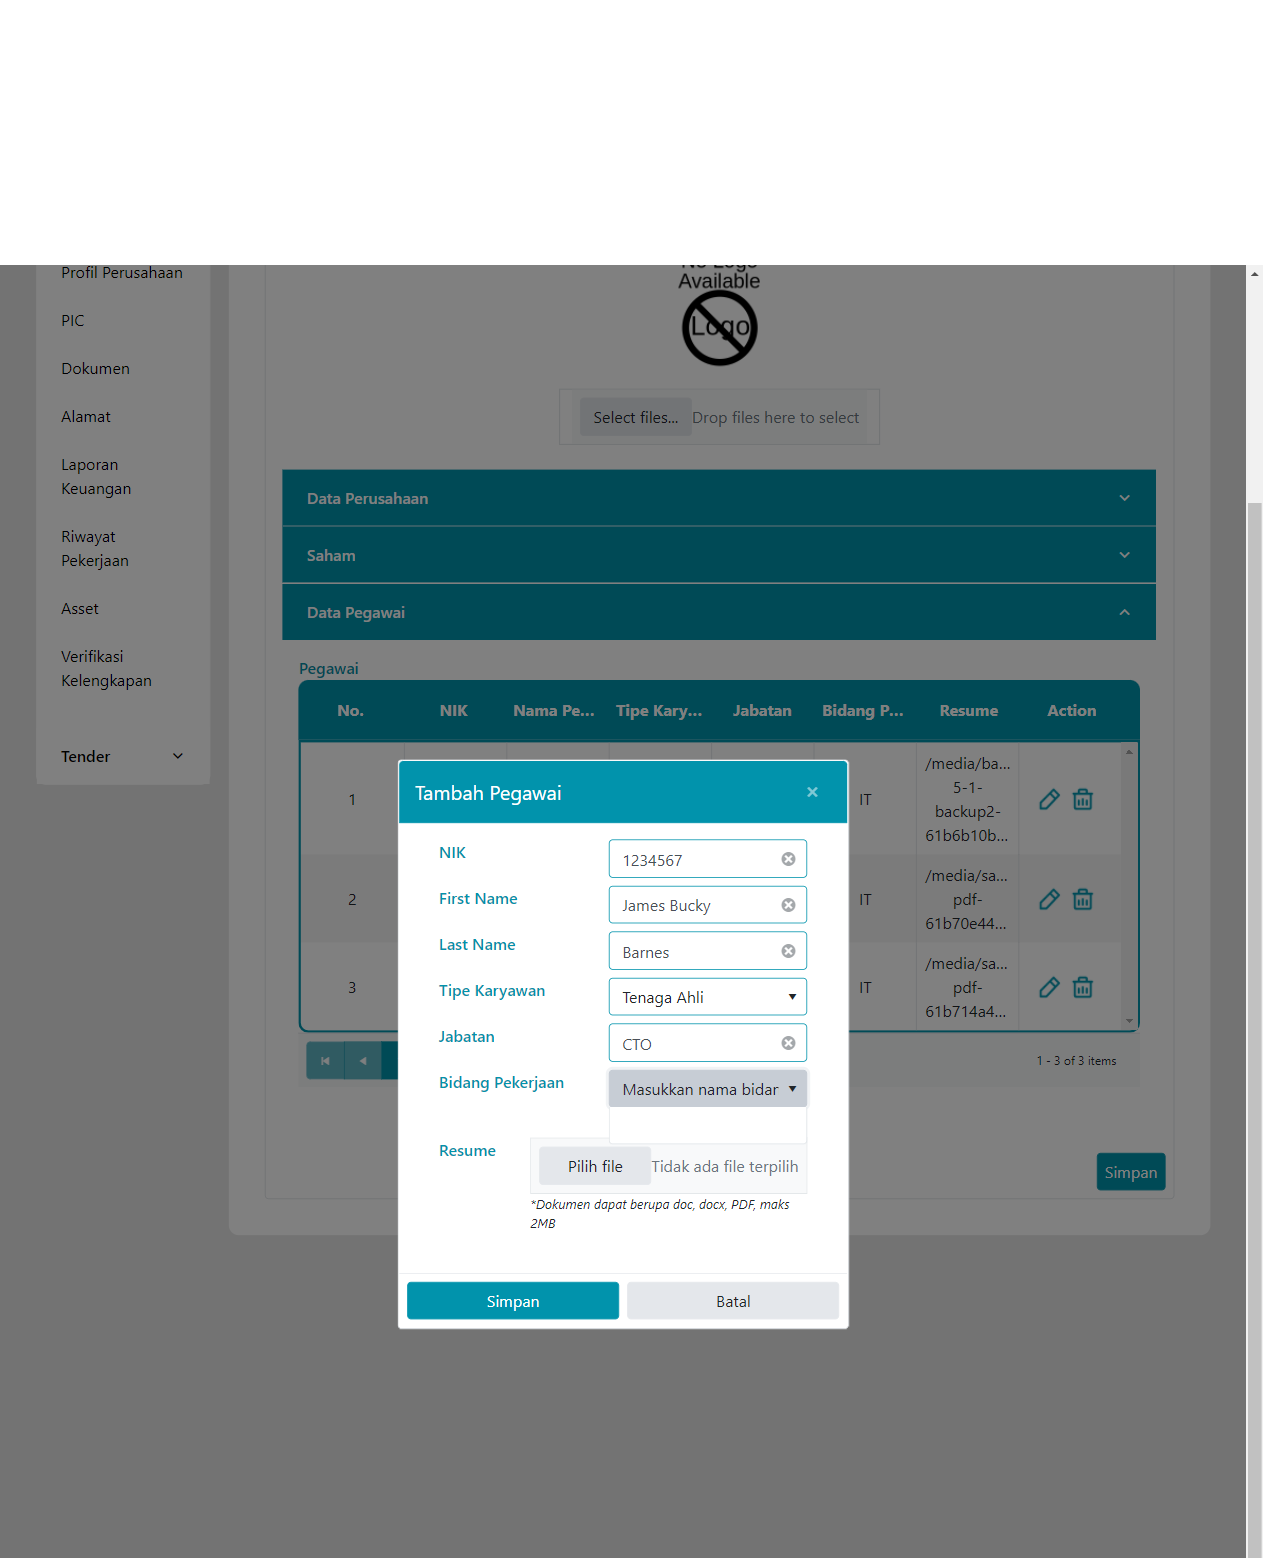 Profil Perusahaan
PIC
Dokumen
Alamat
Laporan
Keuangan
Riwayat
Pekerjaan
Asset
Verifikasi
Kelengkapan
Tender
No Logo
Available
Logo
Select files... Drop files here to select
Data Perusahaan
Saham
Data Pegawai
Pegawai
No. NIK Nama Pe... Tipe Kary... Jabatan Bidang P... Resume Action
1 IT /media/ba...
5-1-
backup2-
61b6b10b...
2 IT /media/sa...
pdf-
61b70e44...
3 IT /media/sa...
pdf-
61b714a4...
1 - 3 of 3 items
Simpan
Tambah Pegawai ×
NIK 1234567
First Name James Bucky
Last Name Barnes
Tipe Karyawan Tenaga Ahli
Jabatan CTO
Bidang Pekerjaan Masukkan nama bidar
Resume Pilih file Tidak ada file terpilih
*Dokumen dapat berupa doc, docx, PDF, maks
2MB
Simpan Batal